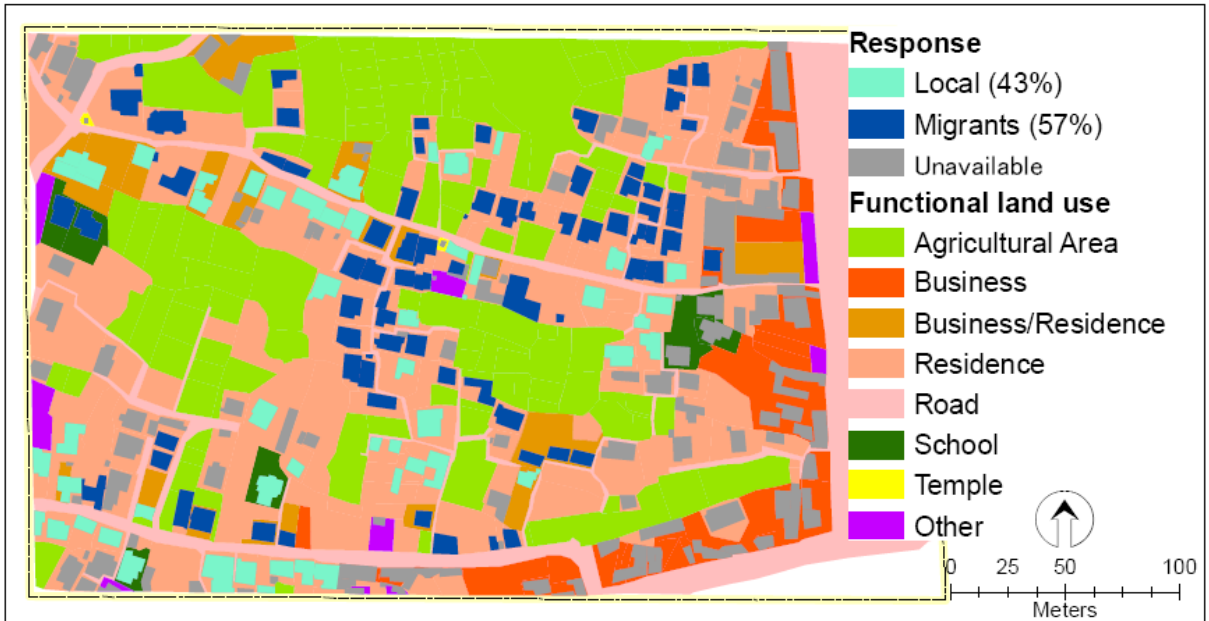 Response
Local (43%)
Migrants (57%)
Unavailable
Functional land use
Agricultural Area
Business
Business/Residence
Residence
Road
School
Temple
Other
0 25 50 100
Meters